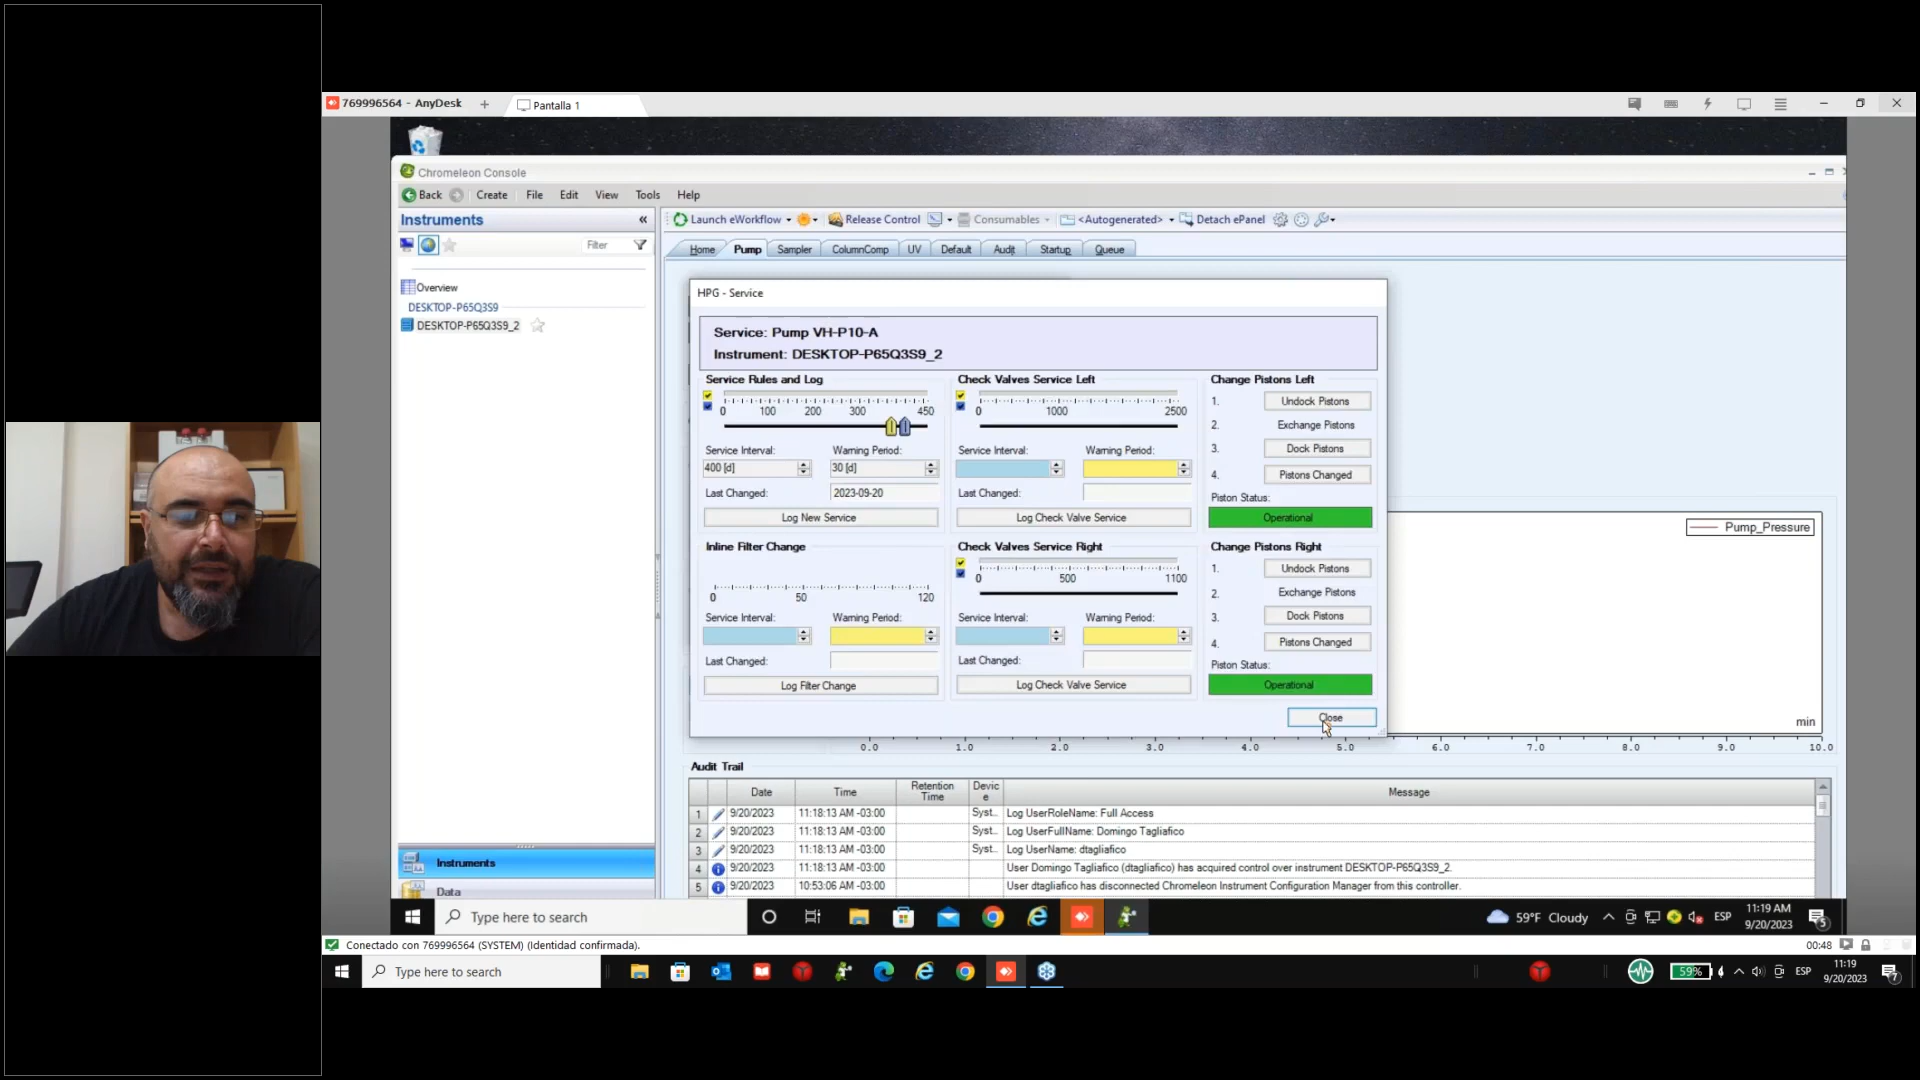 769996564 - AnyDesk
Pantalla 1
Chromeleon Console
Back Create File Edit View Tools Help
Instruments «
Launch eWorkflow Release Control Consumables <Autogenerated> Detach ePanel
Filter
Home Pump Sampler ColumnComp UV Default Audit Startup Queue
Overview
DESKTOP-P65Q3S9
DESKTOP-P65Q3S9_2
HPG - Service
Service: Pump VH-P10-A
Instrument: DESKTOP-P65Q3S9_2
Service Rules and Log
0 100 200 300 450
Service Interval: Warning Period:
400 [d] 30 [d]
Last Changed: 2023-09-20
Log New Service
Check Valves Service Left
0 1000 2500
Service Interval: Warning Period:
Last Changed:
Log Check Valve Service
Change Pistons Left
1. Undock Pistons
2. Exchange Pistons
3. Dock Pistons
4. Pistons Changed
Piston Status:
Operational
Inline Filter Change
0 50 120
Service Interval: Warning Period:
Last Changed:
Log Filter Change
Check Valves Service Right
0 500 1100
Service Interval: Warning Period:
Last Changed:
Log Check Valve Service
Change Pistons Right
1. Undock Pistons
2. Exchange Pistons
3. Dock Pistons
4. Pistons Changed
Piston Status:
Operational
Close
Pump_Pressure
min
0.0 1.0 2.0 3.0 4.0 5.0 6.0 7.0 8.0 9.0 10.0
Audit Trail
Date Time Retention Time Device Message
1 9/20/2023 11:18:13 AM -03:00 Syst.. Log UserRoleName: Full Access
2 9/20/2023 11:18:13 AM -03:00 Syst.. Log UserFullName: Domingo Tagliafico
3 9/20/2023 11:18:13 AM -03:00 Syst.. Log UserName: dtagliafico
4 9/20/2023 11:18:13 AM -03:00 User Domingo Tagliafico (dtagliafico) has acquired control over instrument DESKTOP-P65Q3S9_2.
5 9/20/2023 10:53:06 AM -03:00 User dtagliafico has disconnected Chromeleon Instrument Configuration Manager from this controller.
Instruments
Data
Type here to search
59°F Cloudy
ESP
11:19 AM
9/20/2023
5
Conectado con 769996564 (SYSTEM) (Identidad confirmada).
00:48
Type here to search
59%
ESP
11:19
9/20/2023
7